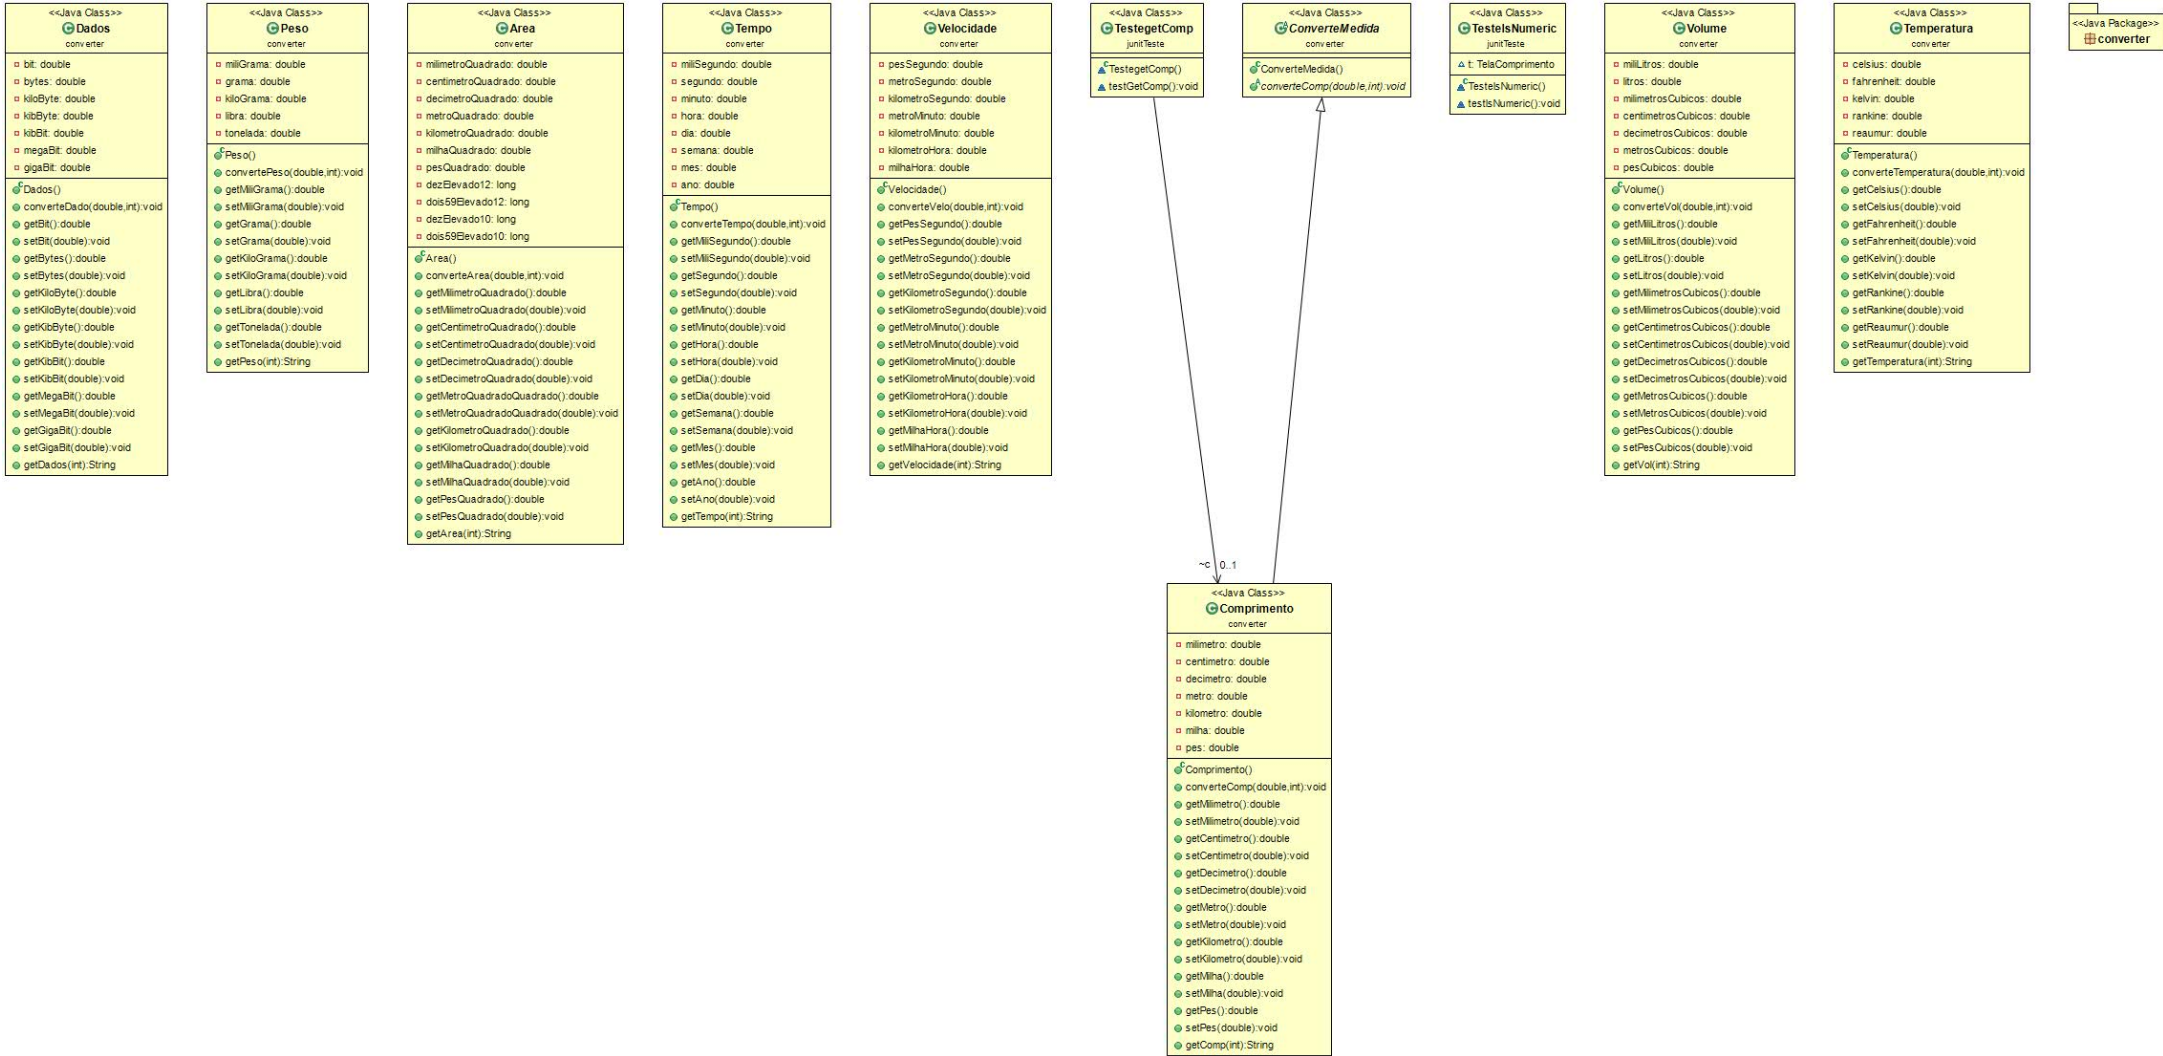 <<Java Class>>
Dados
converter
bit: double
bytes: double
kiloByte: double
kibByte: double
kibBit: double
megaBit: double
gigaBit: double
Dados()
converteDado(double,int):void
getBit():double
setBit(double):void
getBytes():double
setBytes(double):void
getKiloByte():double
setKiloByte(double):void
getKibByte():double
setKibByte(double):void
getKibBit():double
setKibBit(double):void
getMegaBit():double
setMegaBit(double):void
getGigaBit():double
setGigaBit(double):void
getDados(int):String
<<Java Class>>
Peso
converter
miliGrama: double
grama: double
kiloGrama: double
libra: double
tonelada: double
Peso()
convertePeso(double,int):void
getMiliGrama():double
setMiliGrama(double):void
getGrama():double
setGrama(double):void
getKiloGrama():double
setKiloGrama(double):void
getLibra():double
setLibra(double):void
getTonelada():double
setTonelada(double):void
getPeso(int):String
<<Java Class>>
Area
converter
milimetroQuadrado: double
centimetroQuadrado: double
decimetroQuadrado: double
metroQuadrado: double
kilometroQuadrado: double
milhaQuadrado: double
pesQuadrado: double
dezElevado12: long
dois59Elevado12: long
dezElevado10: long
dois59Elevado10: long
Area()
converteArea(double,int):void
getMilimetroQuadrado():double
setMilimetroQuadrado(double):void
getCentimetroQuadrado():double
setCentimetroQuadrado(double):void
getDecimetroQuadrado():double
setDecimetroQuadrado(double):void
getMetroQuadradoQuadrado():double
setMetroQuadradoQuadrado(double):void
getKilometroQuadrado():double
setKilometroQuadrado(double):void
getMilhaQuadrado():double
setMilhaQuadrado(double):void
getPesQuadrado():double
setPesQuadrado(double):void
getArea(int):String
<<Java Class>>
Tempo
converter
miliSegundo: double
segundo: double
minuto: double
hora: double
dia: double
semana: double
mes: double
ano: double
Tempo()
converteTempo(double,int):void
getMiliSegundo():double
setMiliSegundo(double):void
getSegundo():double
setSegundo(double):void
getMinuto():double
setMinuto(double):void
getHora():double
setHora(double):void
getDia():double
setDia(double):void
getSemana():double
setSemana(double):void
getMes():double
setMes(double):void
getAno():double
setAno(double):void
getTempo(int):String
<<Java Class>>
Velocidade
converter
pesSegundo: double
metroSegundo: double
kilometroSegundo: double
metroMinuto: double
kilometroMinuto: double
kilometroHora: double
milhaHora: double
Velocidade()
converteVelo(double,int):void
getPesSegundo():double
setPesSegundo(double):void
getMetroSegundo():double
setMetroSegundo(double):void
getKilometroSegundo():double
setKilometroSegundo(double):void
getMetroMinuto():double
setMetroMinuto(double):void
getKilometroMinuto():double
setKilometroMinuto(double):void
getKilometroHora():double
setKilometroHora(double):void
getMilhaHora():double
setMilhaHora(double):void
getVelocidade(int):String
<<Java Class>>
TestegetComp
junitTeste
TestegetComp()
testGetComp():void
<<Java Class>>
ConverteMedida
converter
ConverteMedida()
converteComp(double,int):void
<<Java Class>>
TesteIsNumeric
junitTeste
t: TelaComprimento
TesteIsNumeric()
testIsNumeric():void
<<Java Class>>
Volume
converter
miliLitros: double
litros: double
milimetrosCubicos: double
centimetrosCubicos: double
decimetrosCubicos: double
metrosCubicos: double
pesCubicos: double
Volume()
converteVol(double,int):void
getMiliLitros():double
setMiliLitros(double):void
getLitros():double
setLitros(double):void
getMilimetrosCubicos():double
setMilimetrosCubicos(double):void
getCentimetrosCubicos():double
setCentimetrosCubicos(double):void
getDecimetrosCubicos():double
setDecimetrosCubicos(double):void
getMetrosCubicos():double
setMetrosCubicos(double):void
getPesCubicos():double
setPesCubicos(double):void
getVol(int):String
<<Java Class>>
Temperatura
converter
celsius: double
fahrenheit: double
kelvin: double
rankine: double
reaumur: double
Temperatura()
converteTemperatura(double,int):void
getCelsius():double
setCelsius(double):void
getFahrenheit():double
setFahrenheit(double):void
getKelvin():double
setKelvin(double):void
getRankine():double
setRankine(double):void
getReaumur():double
setReaumur(double):void
getTemperatura(int):String
<<Java Package>>
converter
~c 0..1
<<Java Class>>
Comprimento
converter
milimetro: double
centimetro: double
decimetro: double
metro: double
kilometro: double
milha: double
pes: double
Comprimento()
converteComp(double,int):void
getMilimetro():double
setMilimetro(double):void
getCentimetro():double
setCentimetro(double):void
getDecimetro():double
setDecimetro(double):void
getMetro():double
setMetro(double):void
getKilometro():double
setKilometro(double):void
getMilha():double
setMilha(double):void
getPes():double
setPes(double):void
getComp(int):String